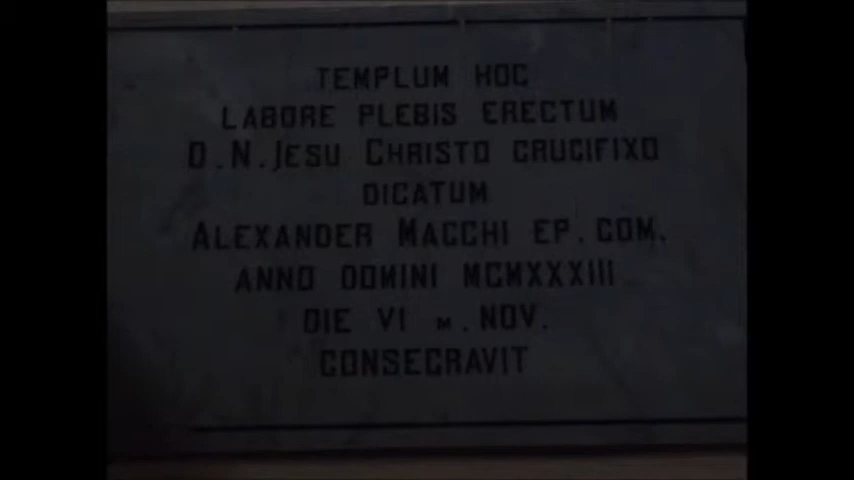 TEMPLUM HOC
LABORE PLEBIS ERECTUM
D.N. JESU CHRISTO CRUCIFIXO
DICATUM
ALEXANDER MACCHI EP. COM.
ANNO DOMINI MCMXXXIII
DIE VI M. NOV.
CONSECRAVIT